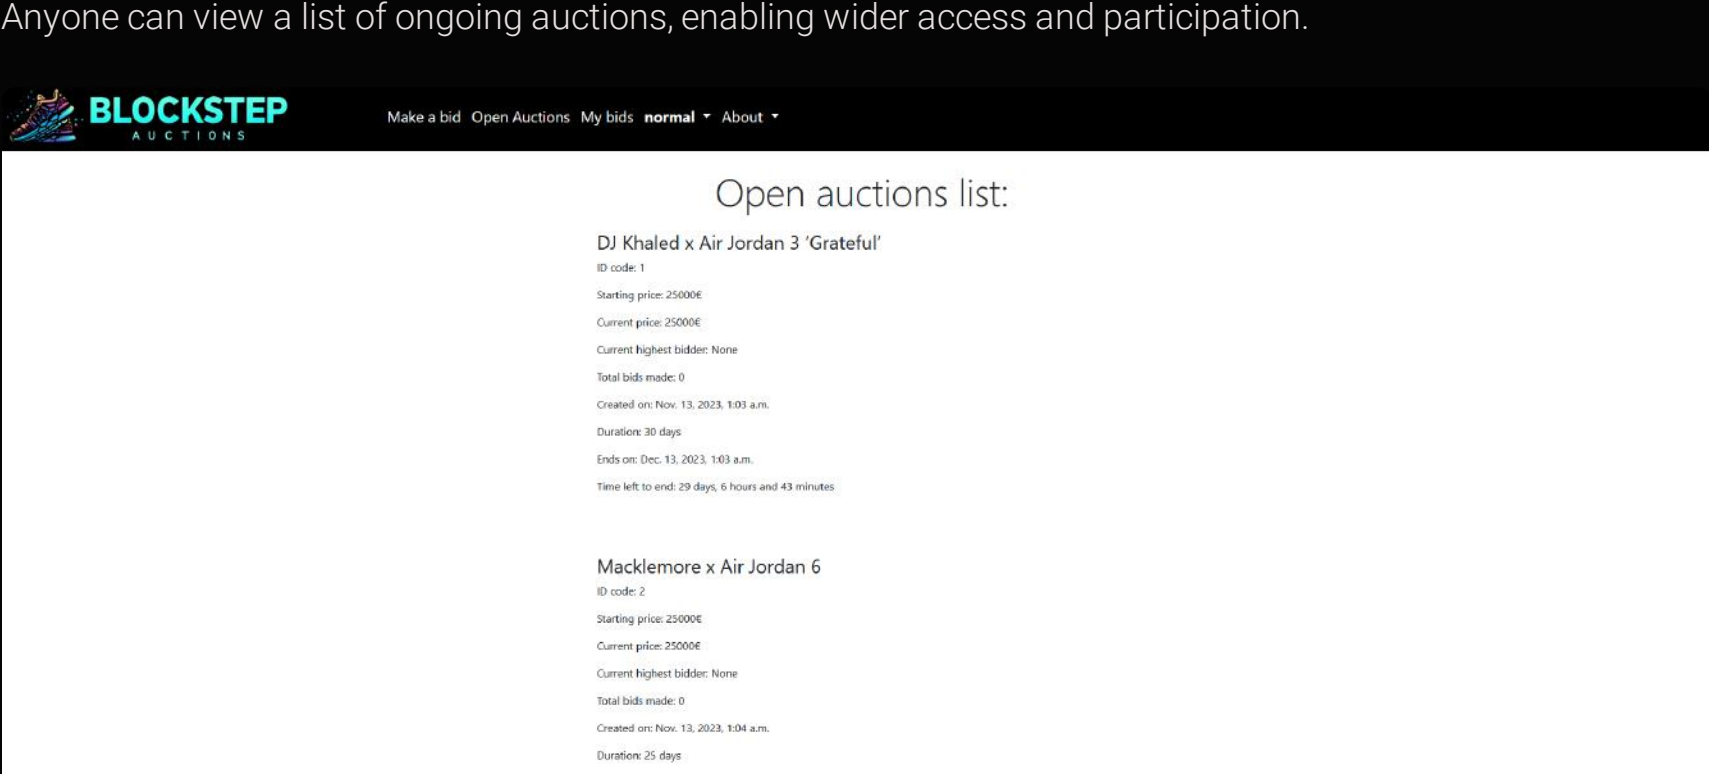 Anyone can view a list of ongoing auctions, enabling wider access and participation.
BLOCKSTEP
AUCTIONS
Make a bid Open Auctions My bids normal About
Open auctions list:
DJ Khaled x Air Jordan 3 ‘Grateful’
ID code: 1
Starting price: 25000€
Current price: 25000€
Current highest bidder: None
Total bids made: 0
Created on: Nov. 13, 2023, 1:03 a.m.
Duration: 30 days
Ends on: Dec. 13, 2023, 1:03 a.m.
Time left to end: 29 days, 6 hours and 43 minutes
Macklemore x Air Jordan 6
ID code: 2
Starting price: 25000€
Current price: 25000€
Current highest bidder: None
Total bids made: 0
Created on: Nov. 13, 2023, 1:04 a.m.
Duration: 25 days